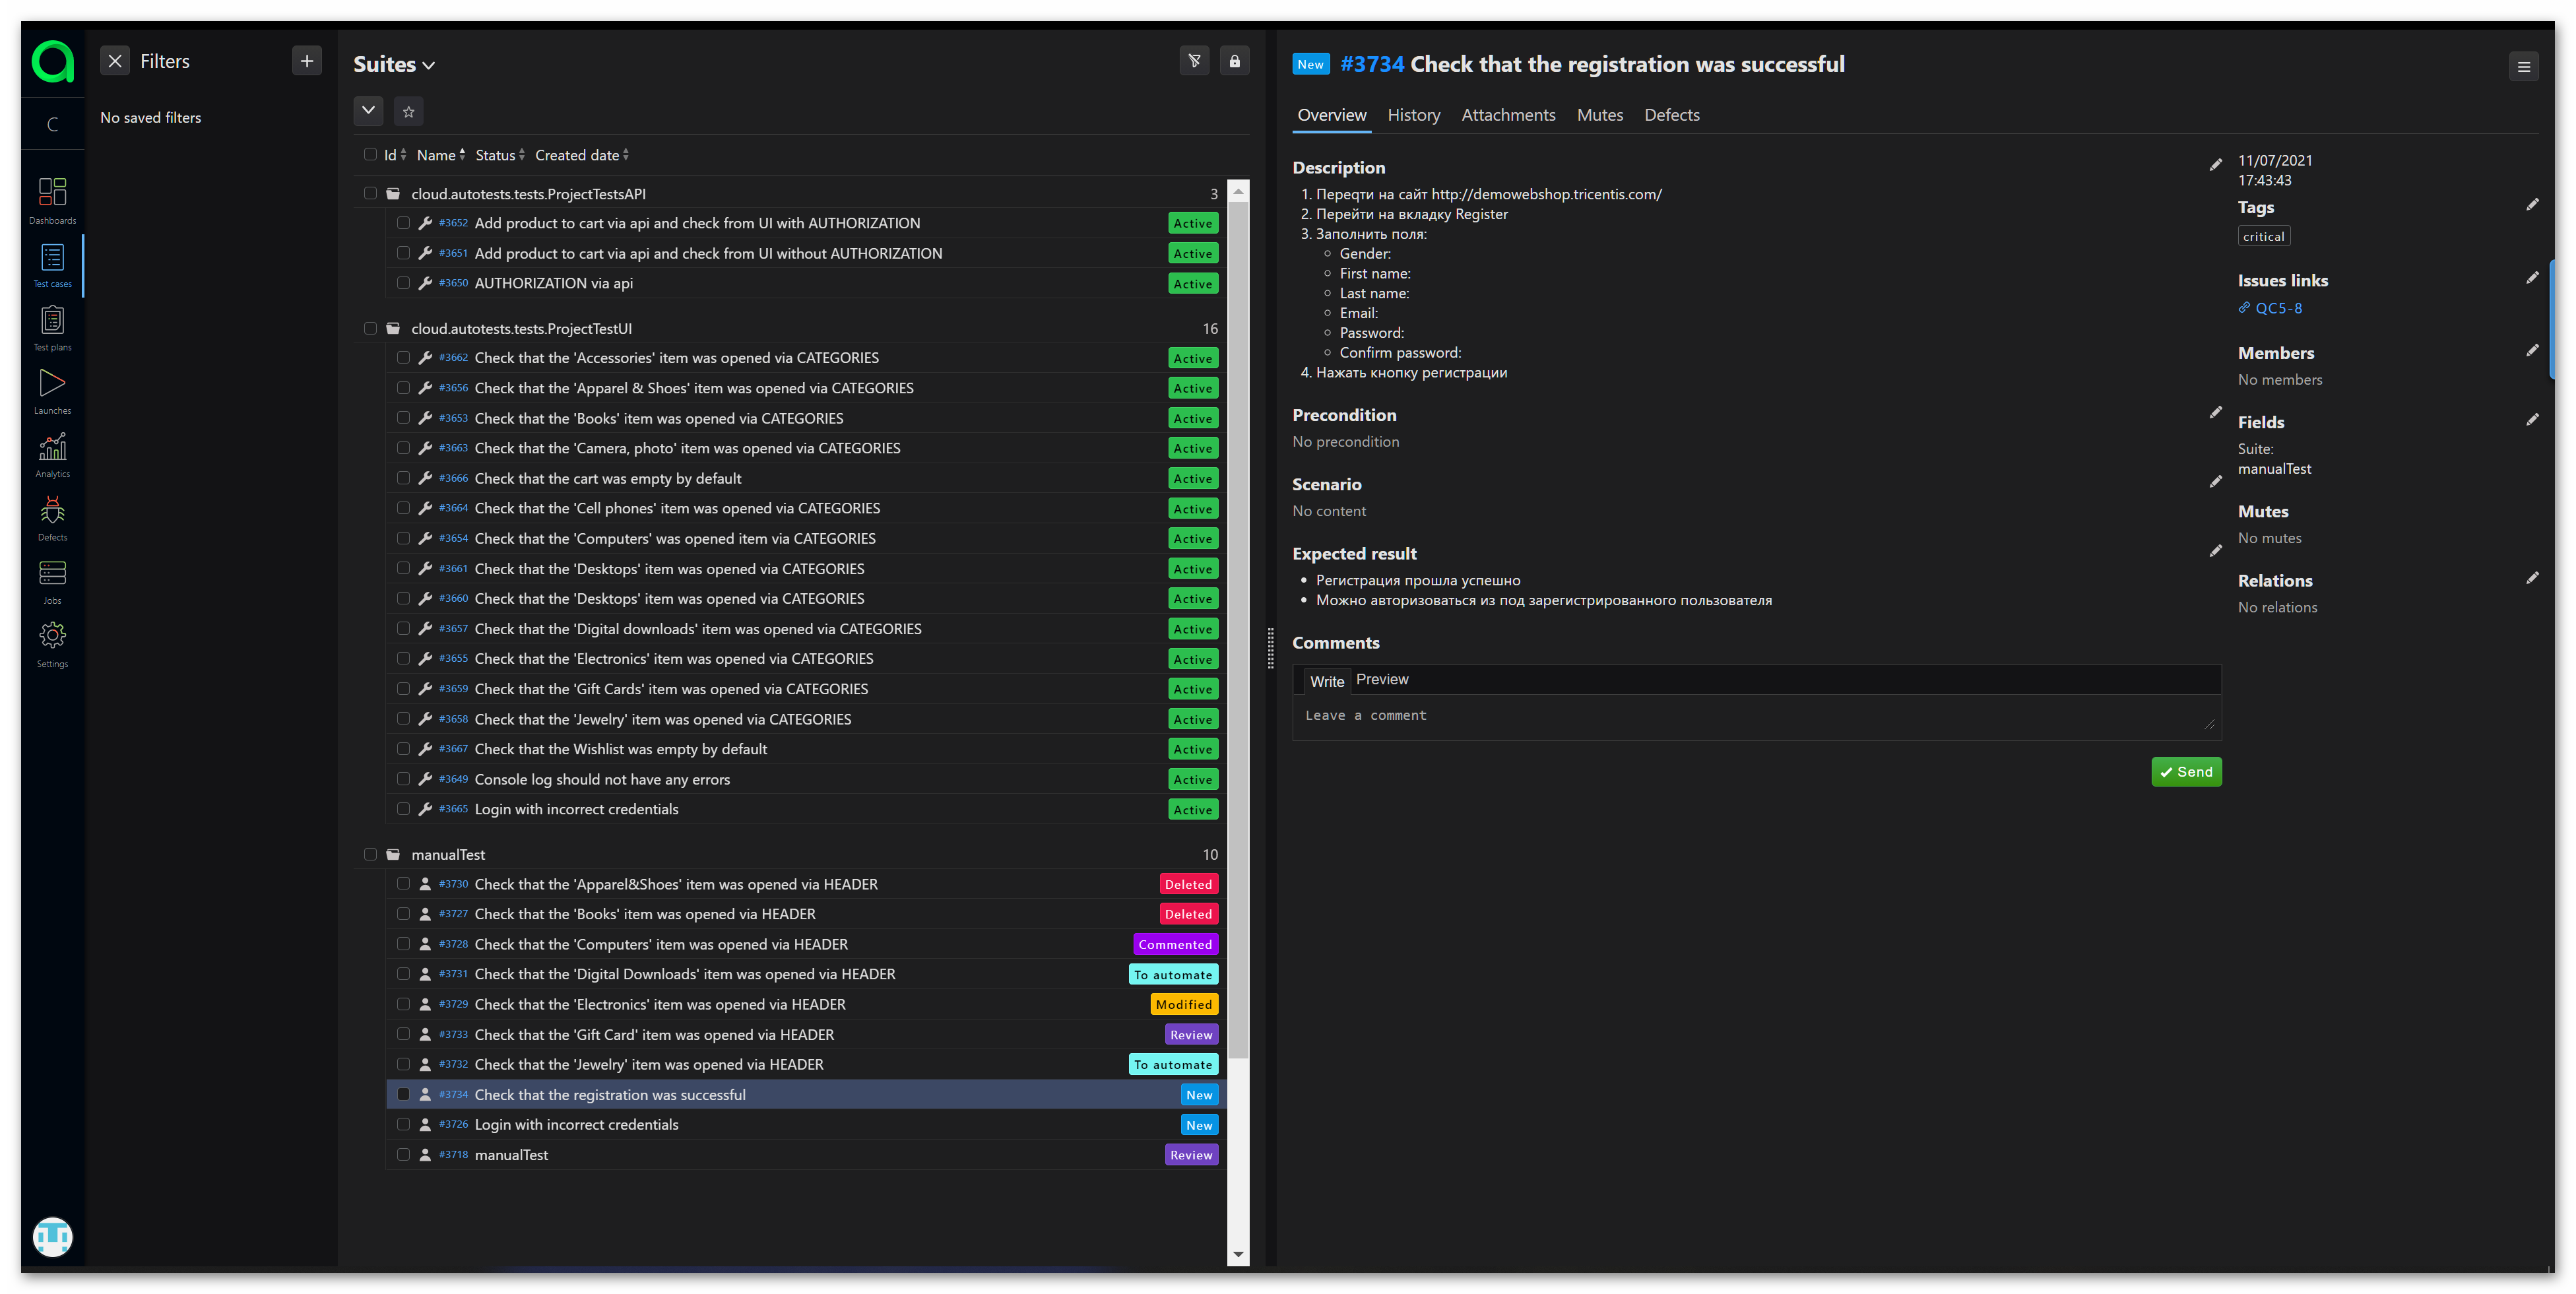 C
Dashboards
Test cases
Test plans
Launches
Analytics
Defects
Jobs
Settings
Filters
No saved filters
Suites
Id Name Status Created date
cloud.autotests.tests.ProjectTestsAPI 3
#3652 Add product to cart via api and check from UI with AUTHORIZATION Active
#3651 Add product to cart via api and check from UI without AUTHORIZATION Active
#3650 AUTHORIZATION via api Active
cloud.autotests.tests.ProjectTestUI 16
#3662 Check that the 'Accessories' item was opened via CATEGORIES Active
#3656 Check that the 'Apparel & Shoes' item was opened via CATEGORIES Active
#3653 Check that the 'Books' item was opened via CATEGORIES Active
#3663 Check that the 'Camera, photo' item was opened via CATEGORIES Active
#3666 Check that the cart was empty by default Active
#3664 Check that the 'Cell phones' item was opened via CATEGORIES Active
#3654 Check that the 'Computers' was opened item via CATEGORIES Active
#3661 Check that the 'Desktops' item was opened via CATEGORIES Active
#3660 Check that the 'Desktops' item was opened via CATEGORIES Active
#3657 Check that the 'Digital downloads' item was opened via CATEGORIES Active
#3655 Check that the 'Electronics' item was opened via CATEGORIES Active
#3659 Check that the 'Gift Cards' item was opened via CATEGORIES Active
#3658 Check that the 'Jewelry' item was opened via CATEGORIES Active
#3667 Check that the Wishlist was empty by default Active
#3649 Console log should not have any errors Active
#3665 Login with incorrect credentials Active
manualTest 10
#3730 Check that the 'Apparel&Shoes' item was opened via HEADER Deleted
#3727 Check that the 'Books' item was opened via HEADER Deleted
#3728 Check that the 'Computers' item was opened via HEADER Commented
#3731 Check that the 'Digital Downloads' item was opened via HEADER To automate
#3729 Check that the 'Electronics' item was opened via HEADER Modified
#3733 Check that the 'Gift Card' item was opened via HEADER Review
#3732 Check that the 'Jewelry' item was opened via HEADER To automate
#3734 Check that the registration was successful New
#3726 Login with incorrect credentials New
#3718 manualTest Review
New #3734 Check that the registration was successful
Overview History Attachments Mutes Defects
Description
1. Переqти на сайт http://demowebshop.tricentis.com/
2. Перейти на вкладку Register
3. Заполнить поля:
Gender:
First name:
Last name:
Email:
Password:
Confirm password:
4. Нажать кнопку регистрации
Precondition
No precondition
Scenario
No content
Expected result
Регистрация прошла успешно
Можно авторизоваться из под зарегистрированного пользователя
Comments
Write Preview
Leave a comment
Send
11/07/2021
17:43:43
Tags
critical
Issues links
QC5-8
Members
No members
Fields
Suite:
manualTest
Mutes
No mutes
Relations
No relations